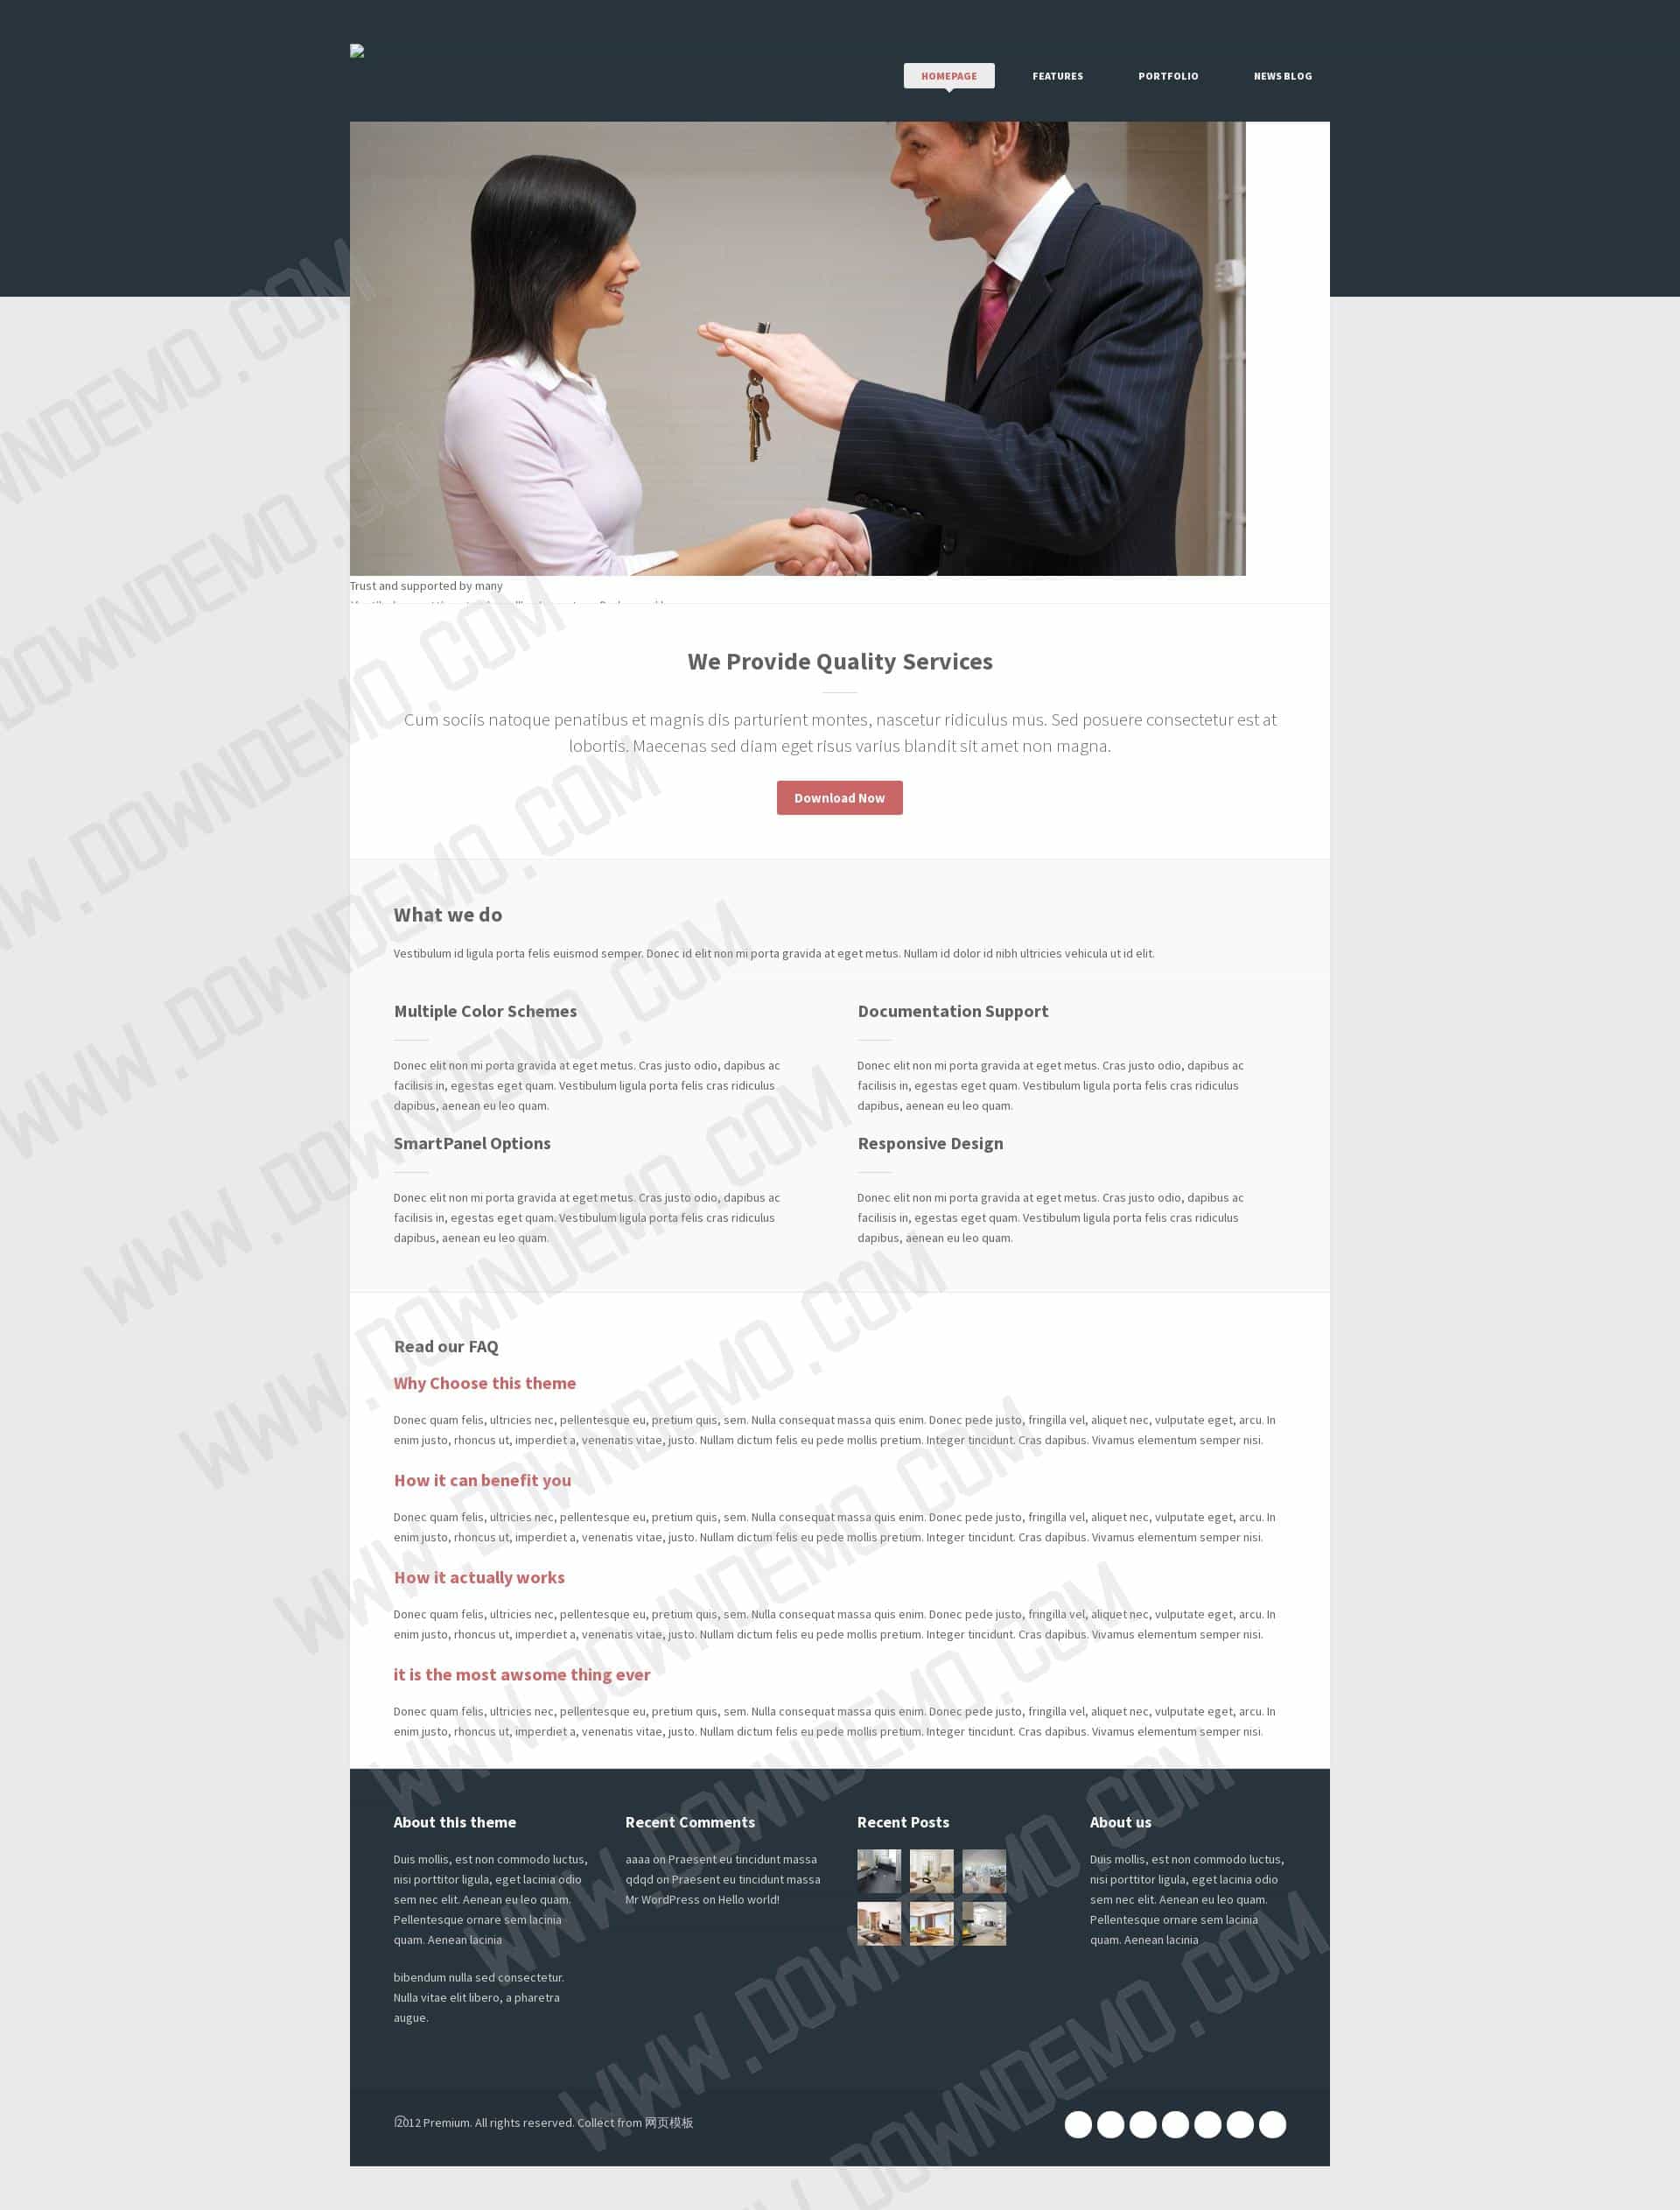 HOMEPAGE
FEATURES
PORTFOLIO
NEWS BLOG
Trust and supported by many
We Provide Quality Services
Cum sociis natoque penatibus et magnis dis parturient montes, nascetur ridiculus mus. Sed posuere consectetur est at
lobortis. Maecenas sed diam eget risus varius blandit sit amet non magna.
Download Now
What we do
Vestibulum id ligula porta felis euismod semper. Donec id elit non mi porta gravida at eget metus. Nullam id dolor id nibh ultricies vehicula ut id elit.
Multiple Color Schemes
Donec elit non mi porta gravida at eget metus. Cras justo odio, dapibus ac
facilisis in, egestas eget quam. Vestibulum ligula porta felis cras ridiculus
dapibus, aenean eu leo quam.
Documentation Support
Donec elit non mi porta gravida at eget metus. Cras justo odio, dapibus ac
facilisis in, egestas eget quam. Vestibulum ligula porta felis cras ridiculus
dapibus, aenean eu leo quam.
SmartPanel Options
Donec elit non mi porta gravida at eget metus. Cras justo odio, dapibus ac
facilisis in, egestas eget quam. Vestibulum ligula porta felis cras ridiculus
dapibus, aenean eu leo quam.
Responsive Design
Donec elit non mi porta gravida at eget metus. Cras justo odio, dapibus ac
facilisis in, egestas eget quam. Vestibulum ligula porta felis cras ridiculus
dapibus, aenean eu leo quam.
Read our FAQ
Why Choose this theme
Donec quam felis, ultricies nec, pellentesque eu, pretium quis, sem. Nulla consequat massa quis enim. Donec pede justo, fringilla vel, aliquet nec, vulputate eget, arcu. In
enim justo, rhoncus ut, imperdiet a, venenatis vitae, justo. Nullam dictum felis eu pede mollis pretium. Integer tincidunt. Cras dapibus. Vivamus elementum semper nisi.
How it can benefit you
Donec quam felis, ultricies nec, pellentesque eu, pretium quis, sem. Nulla consequat massa quis enim. Donec pede justo, fringilla vel, aliquet nec, vulputate eget, arcu. In
enim justo, rhoncus ut, imperdiet a, venenatis vitae, justo. Nullam dictum felis eu pede mollis pretium. Integer tincidunt. Cras dapibus. Vivamus elementum semper nisi.
How it actually works
Donec quam felis, ultricies nec, pellentesque eu, pretium quis, sem. Nulla consequat massa quis enim. Donec pede justo, fringilla vel, aliquet nec, vulputate eget, arcu. In
enim justo, rhoncus ut, imperdiet a, venenatis vitae, justo. Nullam dictum felis eu pede mollis pretium. Integer tincidunt. Cras dapibus. Vivamus elementum semper nisi.
it is the most awsome thing ever
Donec quam felis, ultricies nec, pellentesque eu, pretium quis, sem. Nulla consequat massa quis enim. Donec pede justo, fringilla vel, aliquet nec, vulputate eget, arcu. In
enim justo, rhoncus ut, imperdiet a, venenatis vitae, justo. Nullam dictum felis eu pede mollis pretium. Integer tincidunt. Cras dapibus. Vivamus elementum semper nisi.
About this theme
Duis mollis, est non commodo luctus,
nisi porttitor ligula, eget lacinia odio
sem nec elit. Aenean eu leo quam.
Pellentesque ornare sem lacinia
quam. Aenean lacinia
bibendum nulla sed consectetur.
Nulla vitae elit libero, a pharetra
augue.
Recent Comments
aaaa on Praesent eu tincidunt massa
qdqd on Praesent eu tincidunt massa
Mr WordPress on Hello world!
Recent Posts
About us
Duis mollis, est non commodo luctus,
nisi porttitor ligula, eget lacinia odio
sem nec elit. Aenean eu leo quam.
Pellentesque ornare sem lacinia
quam. Aenean lacinia
2012 Premium. All rights reserved. Collect from 网页模板
WWW.DOWNDEMO.COM
WWW.DOWNDEMO.COM
WWW.DOWNDEMO.COM
WWW.DOWNDEMO.COM
WWW.DOWNDEMO.COM
WWW.DOWNDEMO.COM
WWW.DOWNDEMO.COM
WWW.DOWNDEMO.COM